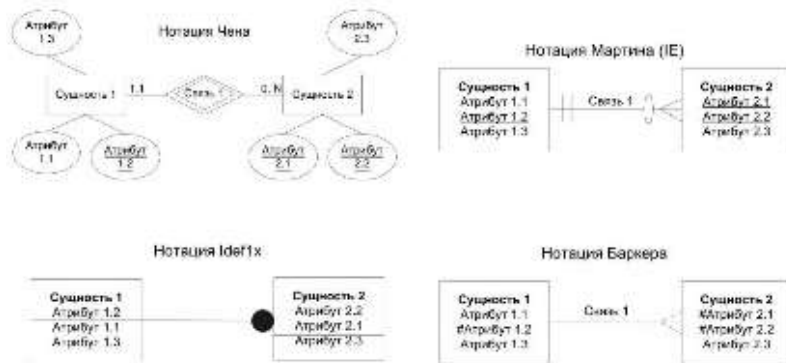 Нотация Чена
Атрибут
1.3
Атрибут
2.3
Сущность 1
1.1
Связь 1
0, N
Сущность 2
Атрибут
1.1
Атрибут
1.2
Атрибут
2.1
Атрибут
2.2
Нотация Мартина (IE)
Сущность 1
Атрибут 1.1
Атрибут 1.2
Атрибут 1.3
Связь 1
Сущность 2
Атрибут 2.1
Атрибут 2.2
Атрибут 2.3
Нотация Idef1x
Сущность 1
Атрибут 1.2
Атрибут 1.1
Атрибут 1.3
Сущность 2
Атрибут 2.2
Атрибут 2.1
Атрибут 2.3
Нотация Баркера
Сущность 1
Атрибут 1.1
#Атрибут 1.2
Атрибут 1.3
Связь 1
Сущность 2
#Атрибут 2.1
#Атрибут 2.2
Атрибут 2.3